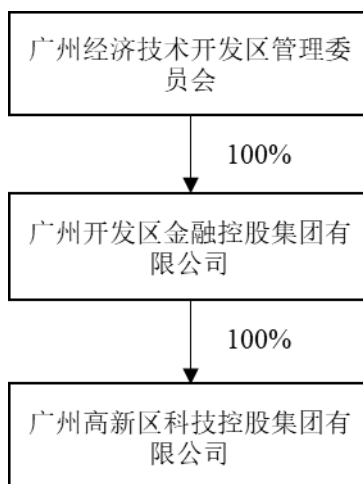 广州经济技术开发区管理委
员会
100%
广州开发区金融控股集团有
限公司
100%
广州高新区科技控股集团有
限公司